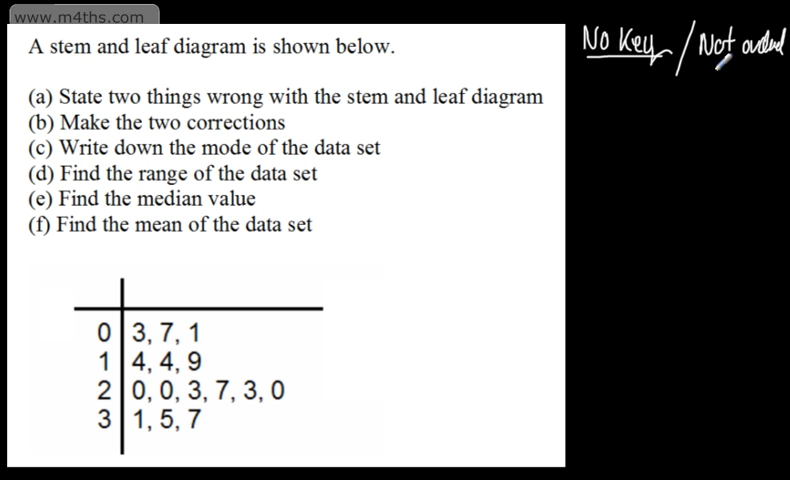 www.m4ths.com
A stem and leaf diagram is shown below.
No Key / Not ordered
(a) State two things wrong with the stem and leaf diagram
(b) Make the two corrections
(c) Write down the mode of the data set
(d) Find the range of the data set
(e) Find the median value
(f) Find the mean of the data set
0 3, 7, 1
1 4, 4, 9
2 0, 0, 3, 7, 3, 0
3 1, 5, 7